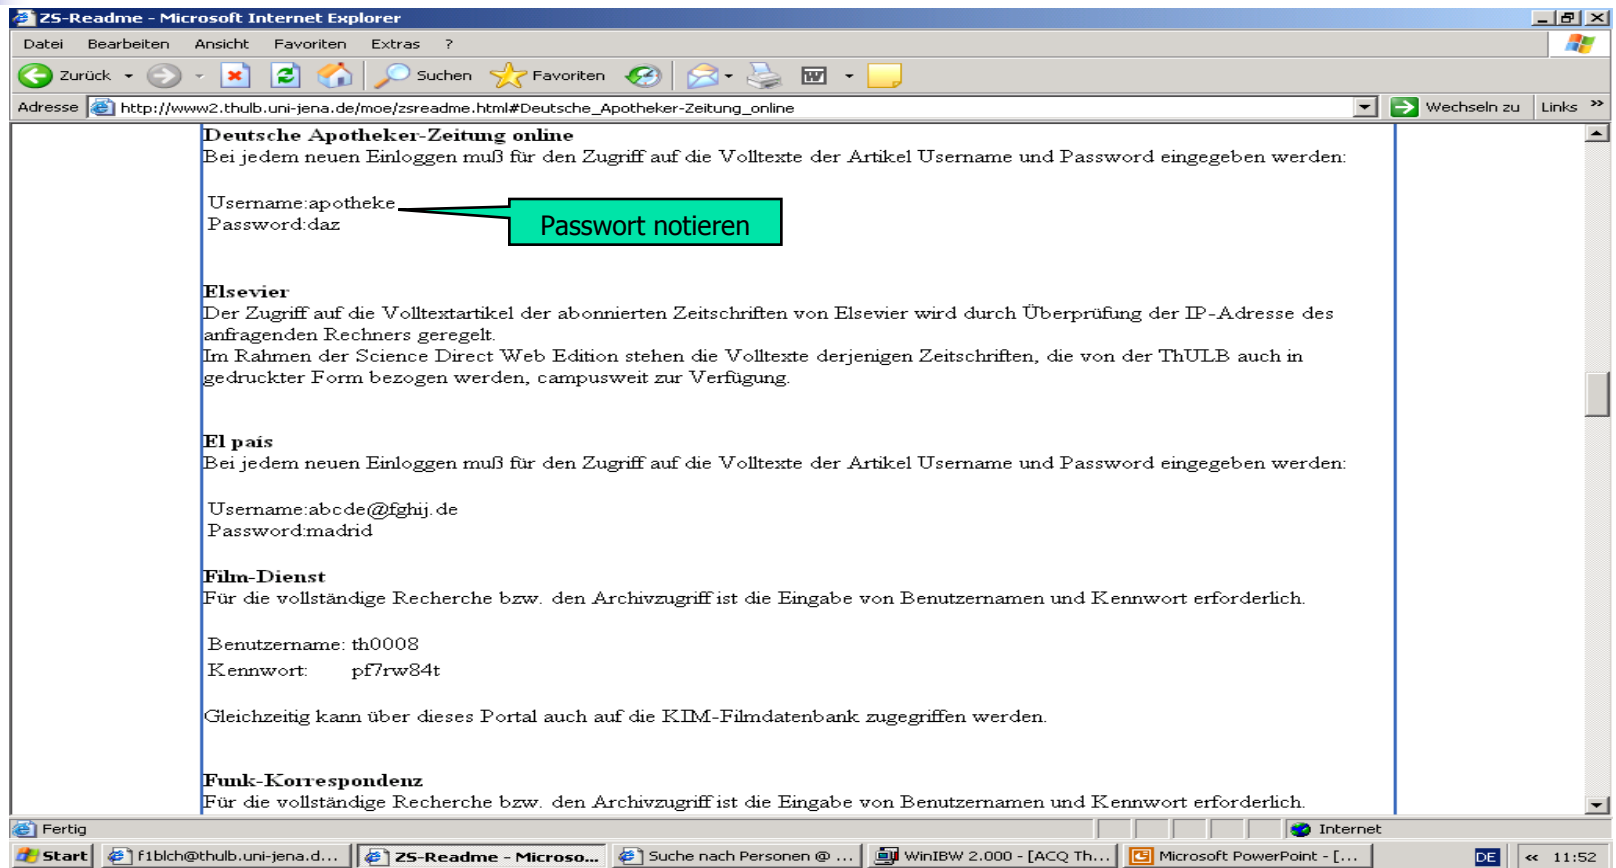 ZS-Readme - Microsoft Internet Explorer
Datei Bearbeiten Ansicht Favoriten Extras ?
Zurück Suchen Favoriten
Adresse http://www2.thulb.uni-jena.de/moe/zsreadme.html#Deutsche_Apotheker-Zeitung_online Wechseln zu Links »
Deutsche Apotheker-Zeitung online
Bei jedem neuen Einloggen muß für den Zugriff auf die Volltexte der Artikel Username und Password eingegeben werden:
Username:apotheke
Password:daz
Passwort notieren
Elsevier
Der Zugriff auf die Volltextartikel der abonnierten Zeitschriften von Elsevier wird durch Überprüfung der IP-Adresse des
anfragenden Rechners geregelt.
Im Rahmen der Science Direct Web Edition stehen die Volltexte derjenigen Zeitschriften, die von der ThULB auch in
gedruckter Form bezogen werden, campusweit zur Verfügung.
El país
Bei jedem neuen Einloggen muß für den Zugriff auf die Volltexte der Artikel Username und Password eingegeben werden:
Username:abcde@fghij.de
Password:madrid
Film-Dienst
Für die vollständige Recherche bzw. den Archivzugriff ist die Eingabe von Benutzernamen und Kennwort erforderlich.
Benutzername: th0008
Kennwort: pf7rw84t
Gleichzeitig kann über dieses Portal auch auf die KIM-Filmdatenbank zugegriffen werden.
Funk-Korrespondenz
Für die vollständige Recherche bzw. den Archivzugriff ist die Eingabe von Benutzernamen und Kennwort erforderlich.
Fertig Internet
Start f1blch@thulb.uni-jena.d... ZS-Readme - Microso... Suche nach Personen @ ... WinIBW 2.000 - [ACQ Th... Microsoft PowerPoint - [... DE « 11:52